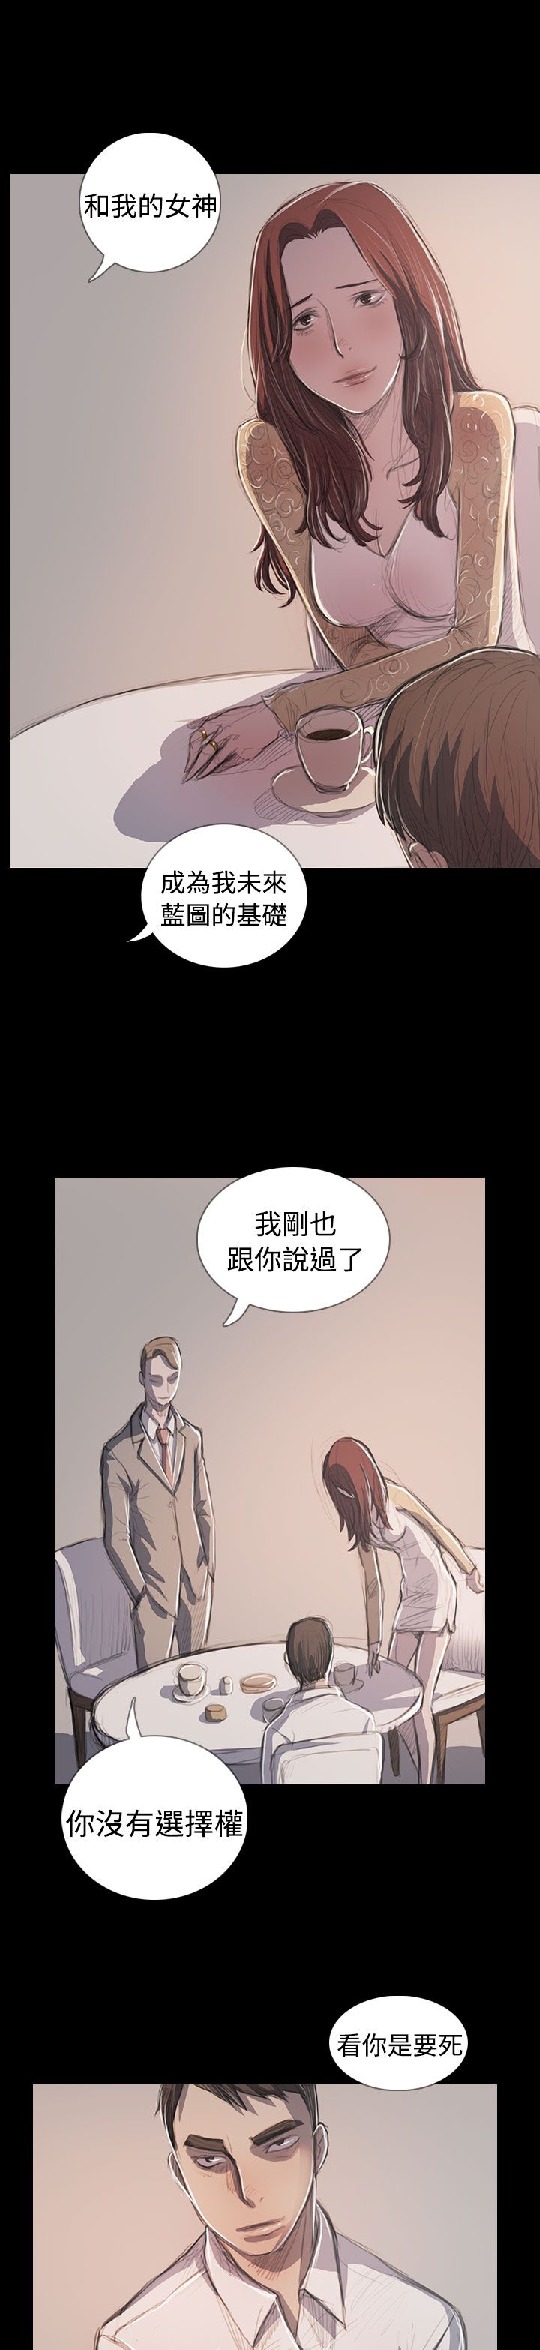 和我的女神
成為我未來
藍圖的基礎
我剛也
跟你說過了
你沒有選擇權
看你是要死